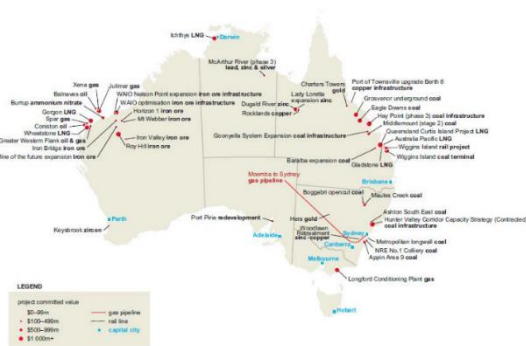 Ichthys LNG
Darwin
McArthur River (phase 3)
lead, zinc & silver
Xena gas
Julimar gas
Balnaves oil
WAIO Nelson Point expansion iron ore infrastructure
Burrup ammonium nitrate
WAIO optimisation iron ore infrastructure
Gorgon LNG
Horizon 1 iron ore
Spar gas
Mt Webber iron ore
Coniston oil
Wheatstone LNG
Greater Western Flank oil & gas
Iron Bridge iron ore
Iron Valley iron ore
Roy Hill iron ore
line of the future expansion iron ore
Charters Towers
gold
Dugald River zinc
Lady Loretta
expansion zinc
Rocklands copper
Port of Townsville upgrade Berth 8
copper infrastructure
Grosvenor underground coal
Eagle Downs coal
Hay Point (phase 3) coal infrastructure
Middlemount (stage 2) coal
Goonyella System Expansion coal infrastructure
Queensland Curtis Island Project LNG
Australia Pacific LNG
Wiggins Island rail project
Baralba expansion coal
Wiggins Island coal terminal
Gladstone LNG
Moomba to Sydney
gas pipeline
Brisbane
Boggabri opencut coal
Maules Creek coal
Perth
Keysbrook zircon
Port Pirie redevelopment
Adelaide
Hera gold
Woodlawn
Retreatment
zinc-copper
Ashton South East coal
Hunter Valley Corridor Capacity Strategy (Contracted)
coal infrastructure
Sydney
Metropolitan longwall coal
Canberra
NRE No.1 Colliery coal
Appin Area 9 coal
Melbourne
Longford Conditioning Plant gas
Hobart
LEGEND
project committed value
$0–99m
$100–499m
$500–999m
$1 000m+
gas pipeline
rail line
capital city